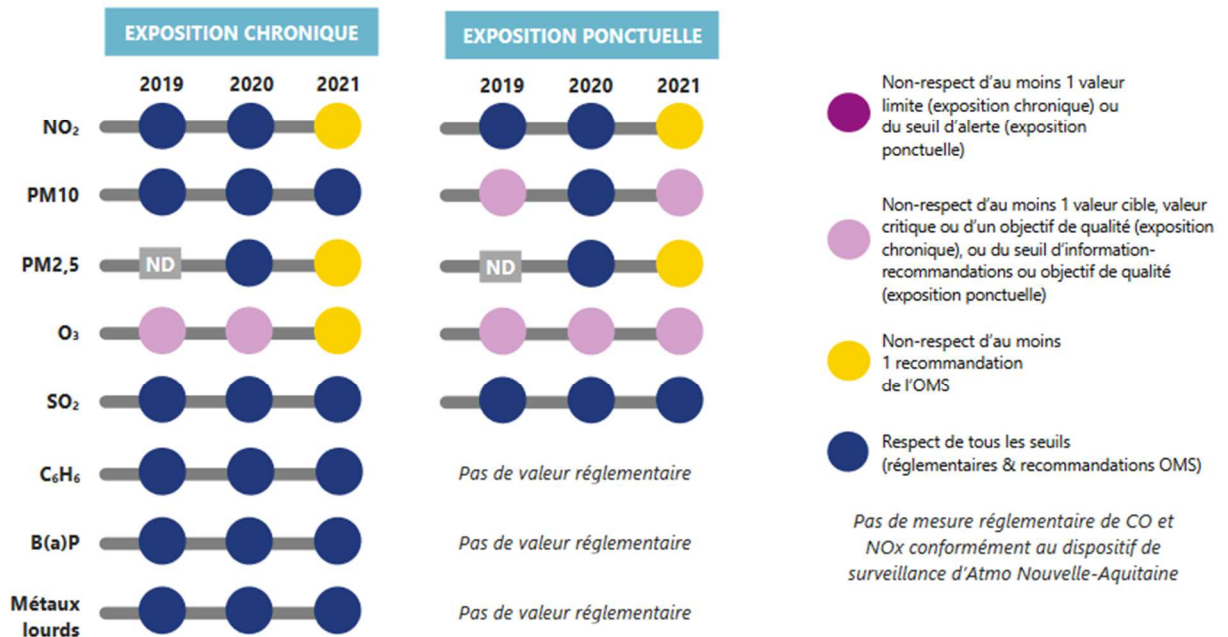 EXPOSITION CHRONIQUE
2019 2020 2021
NO₂
PM10
PM2,5
ND
O₃
SO₂
C₆H₆
B(a)P
Métaux
lourds
EXPOSITION PONCTUELLE
2019 2020 2021
ND
Pas de valeur réglementaire
Pas de valeur réglementaire
Pas de valeur réglementaire
Non-respect d'au moins 1 valeur
limite (exposition chronique) ou
du seuil d'alerte (exposition
ponctuelle)
Non-respect d'au moins 1 valeur cible, valeur
critique ou d'un objectif de qualité (exposition
chronique), ou du seuil d'information-
recommandations ou objectif de qualité
(exposition ponctuelle)
Non-respect d'au moins
1 recommandation
de l'OMS
Respect de tous les seuils
(réglementaires & recommandations OMS)
Pas de mesure réglementaire de CO et
NOx conformément au dispositif de
surveillance d'Atmo Nouvelle-Aquitaine